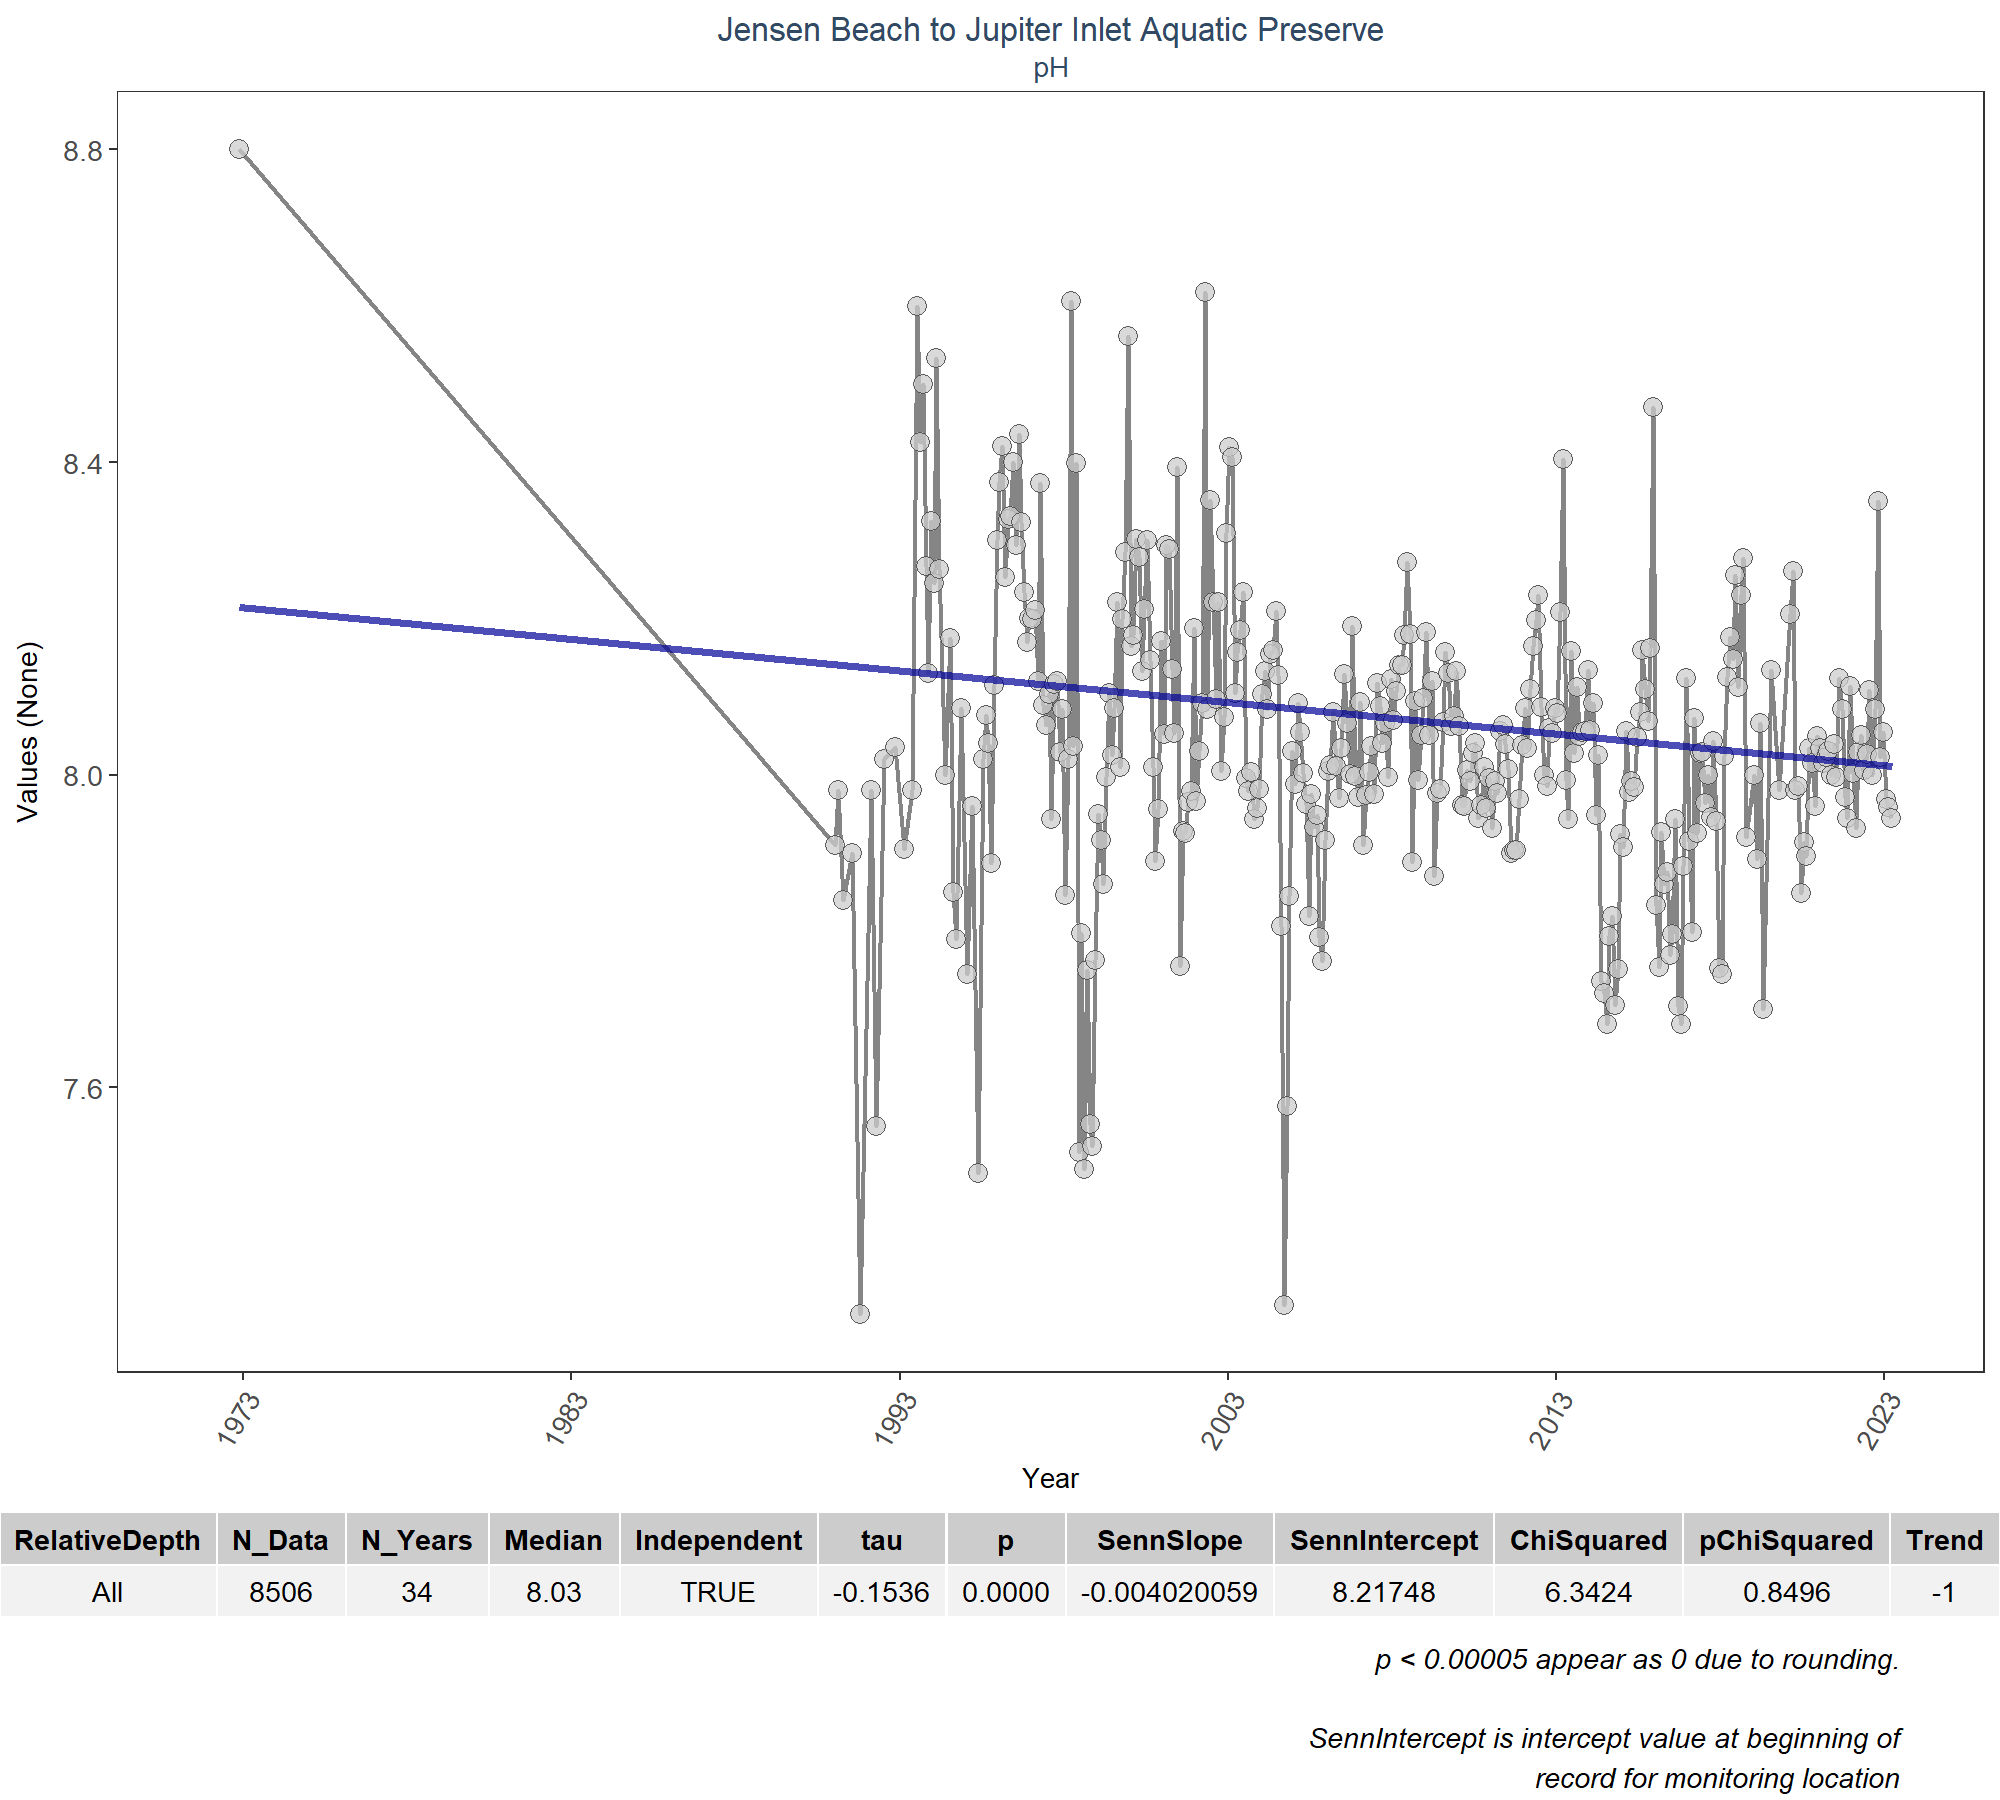 Jensen Beach to Jupiter Inlet Aquatic Preserve
pH
Values (None)
8.8
8.4
8.0
7.6
1973
1983
1993
2003
2013
2023
Year
RelativeDepth N_Data N_Years Median Independent tau p SennSlope SennIntercept ChiSquared pChiSquared Trend
All 8506 34 8.03 TRUE -0.1536 0.0000 -0.004020059 8.21748 6.3424 0.8496 -1
p < 0.00005 appear as 0 due to rounding.
SennIntercept is intercept value at beginning of
record for monitoring location